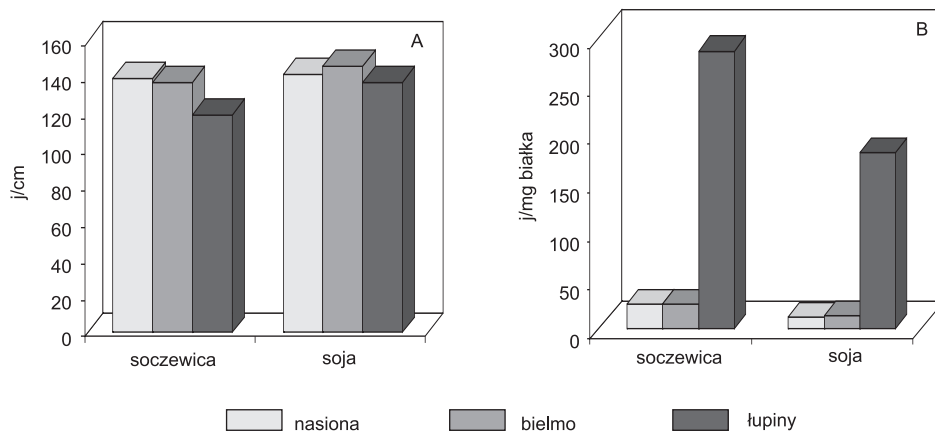 A
160
140
120
100
80
60
40
20
0
j/cm
soczewica soja
B
300
250
200
150
100
50
0
j/mg białka
soczewica soja
nasiona bielmo łupiny